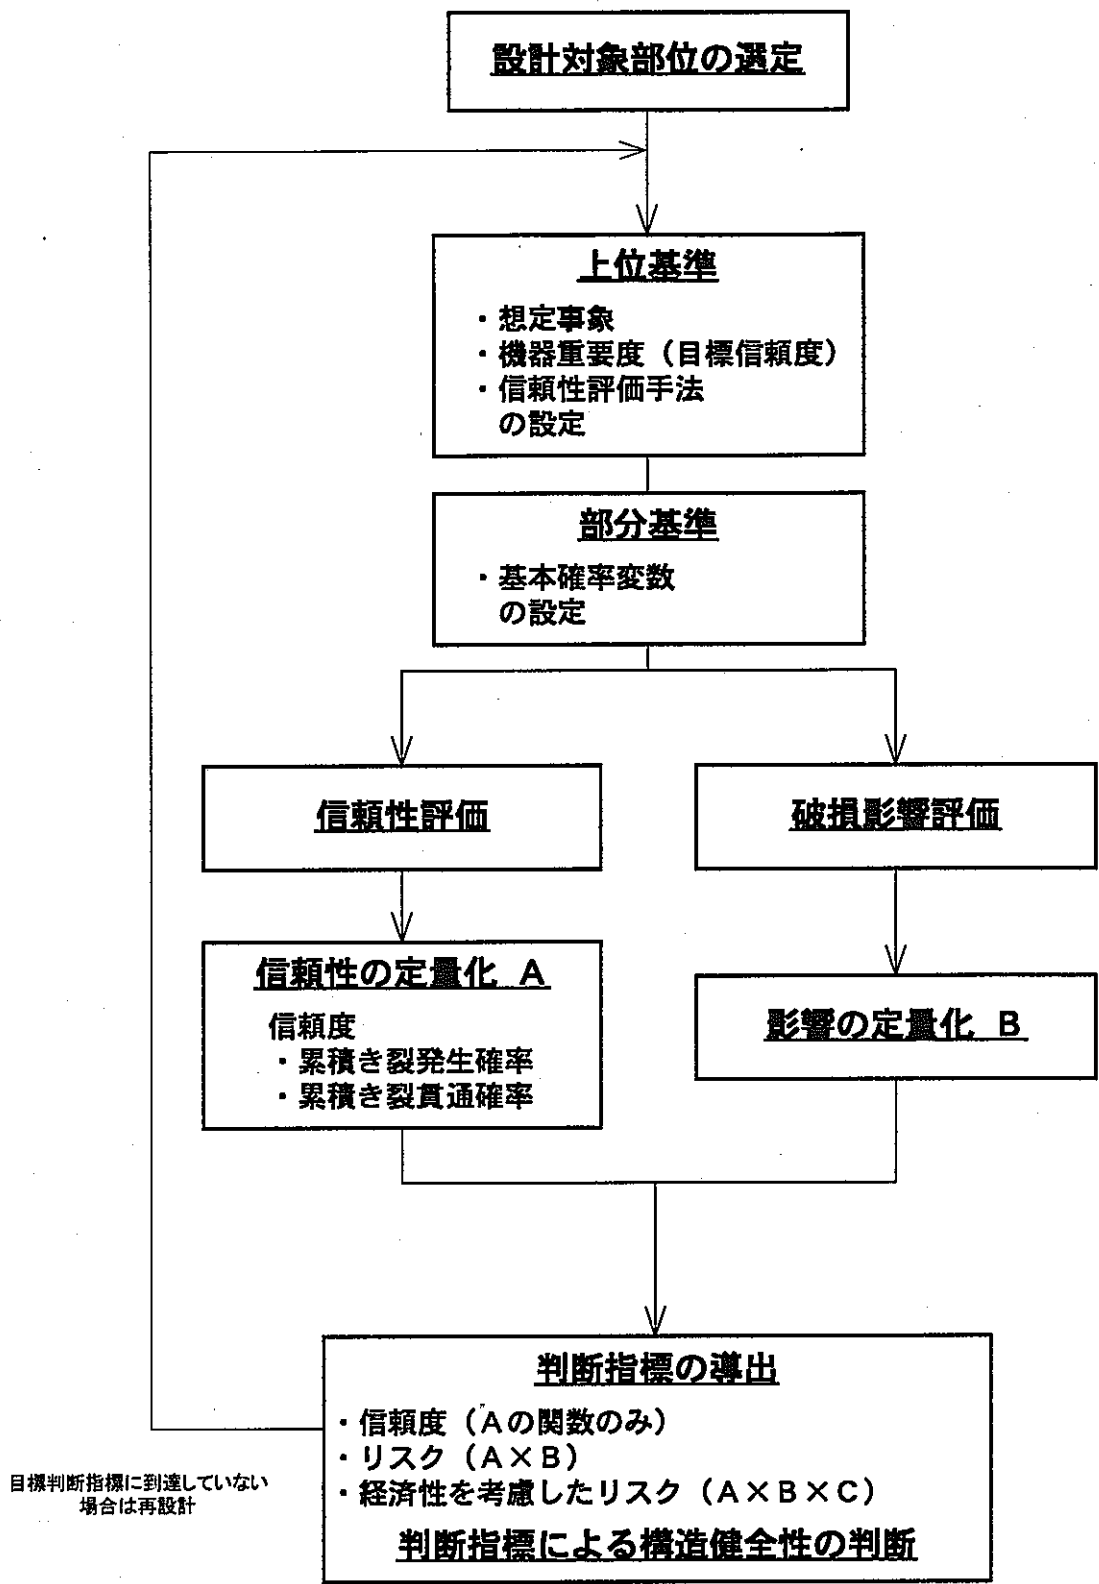 設計対象部位の選定
上位基準
・想定事象
・機器重要度（目標信頼度）
・信頼性評価手法
の設定
部分基準
・基本確率変数
の設定
信頼性評価
破損影響評価
信頼性の定量化 A
信頼度
・累積き裂発生確率
・累積き裂貫通確率
影響の定量化 B
判断指標の導出
・信頼度（Aの関数のみ）
・リスク（A×B）
・経済性を考慮したリスク（A×B×C）
判断指標による構造健全性の判断
目標判断指標に到達していない
場合は再設計